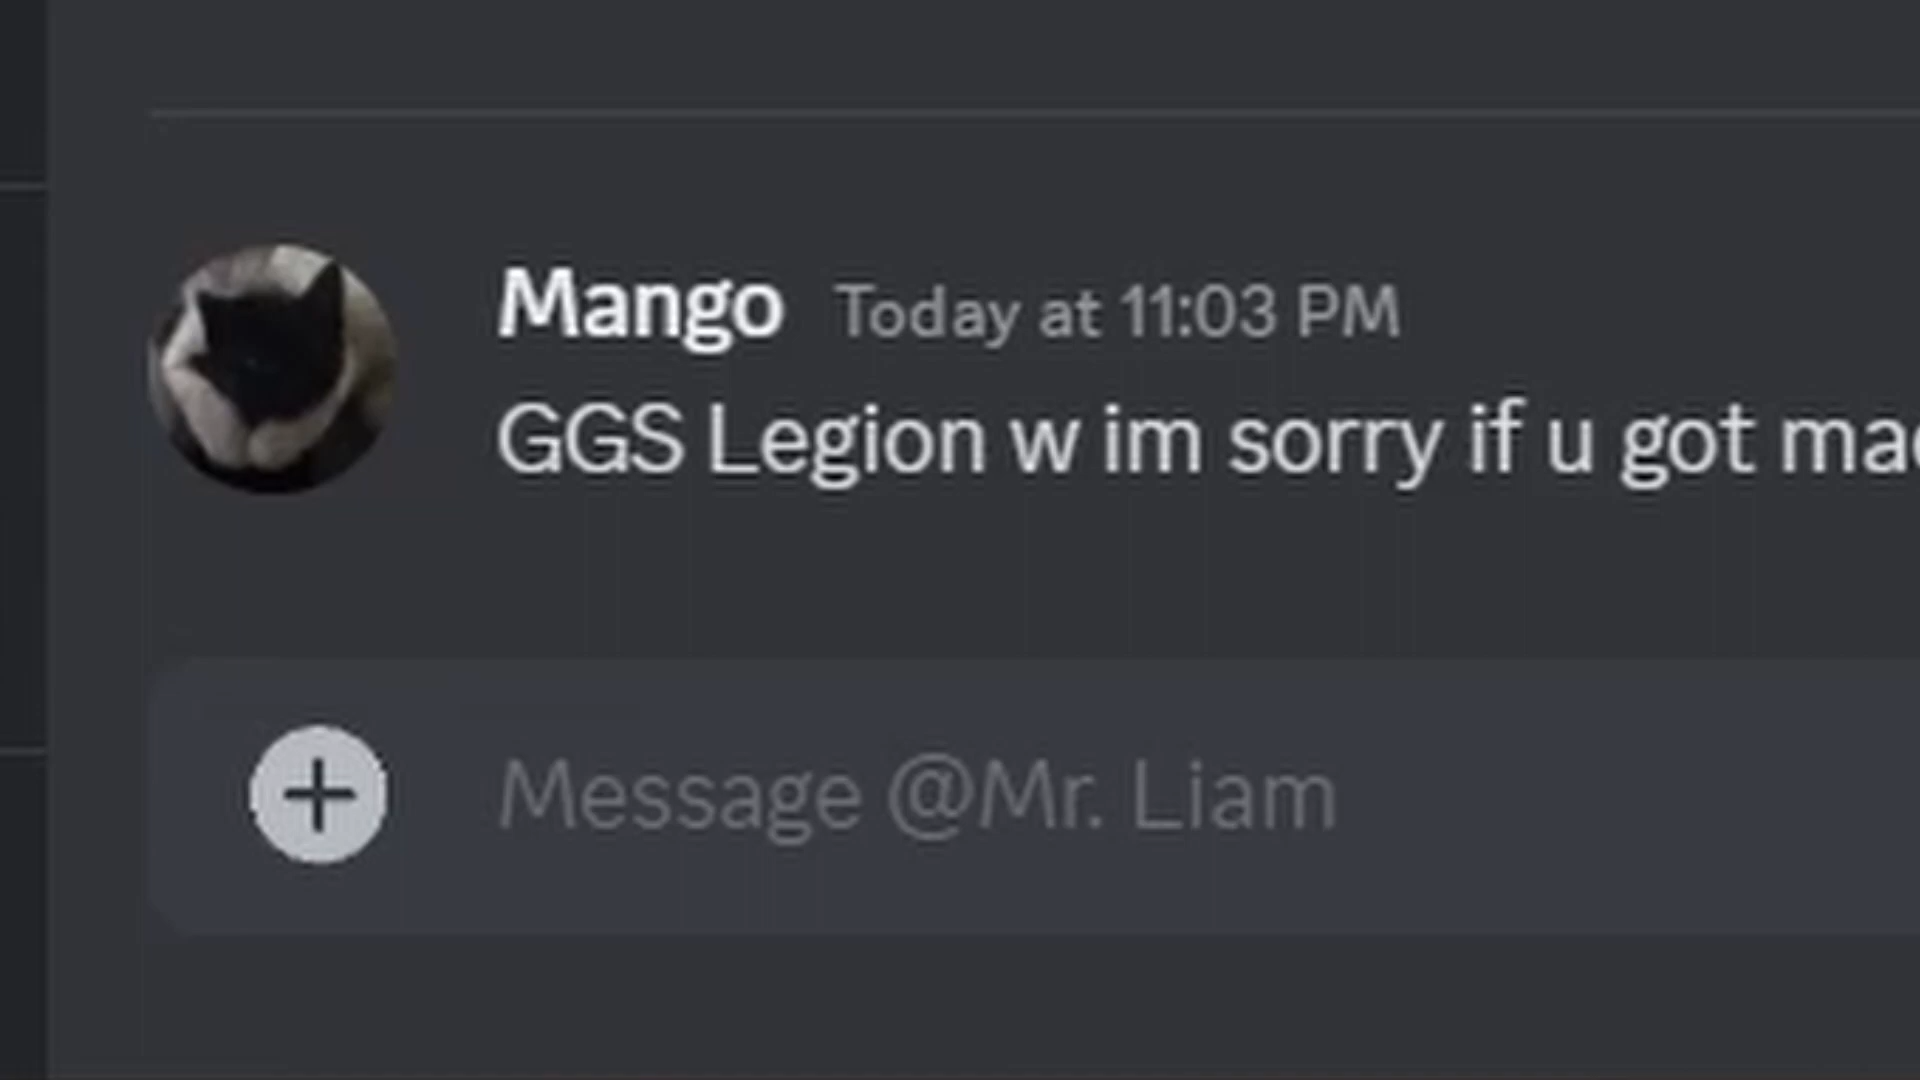 Mango Today at 11:03 PM
GGS Legion w im sorry if u got
Message @Mr. Liam